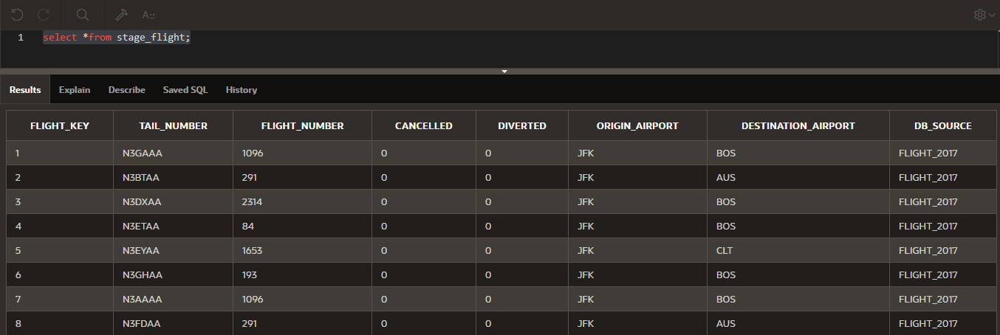 A::
1 select *from stage_flight;
Results Explain Describe Saved SQL History
FLIGHT_KEY TAIL_NUMBER FLIGHT_NUMBER CANCELLED DIVERTED ORIGIN_AIRPORT DESTINATION_AIRPORT DB_SOURCE
1 N3GAAA 1096 0 0 JFK BOS FLIGHT_2017
2 N3BTAA 291 0 0 JFK AUS FLIGHT_2017
3 N3DXAA 2314 0 0 JFK BOS FLIGHT_2017
4 N3ETAA 84 0 0 JFK BOS FLIGHT_2017
5 N3EYAA 1653 0 0 JFK CLT FLIGHT_2017
6 N3GHAA 193 0 0 JFK BOS FLIGHT_2017
7 N3AAAA 1096 0 0 JFK BOS FLIGHT_2017
8 N3FDAA 291 0 0 JFK AUS FLIGHT_2017